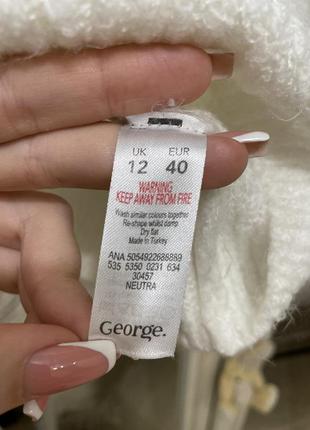 UK EUR
12 40
WARNING
KEEP AWAY FROM FIRE
Wash similar colours together
Re-shape whilst damp
Dry flat
Made in Turkey
ANA 5054922686869
535 5350 0231 634
30457
NEUTRA
George.